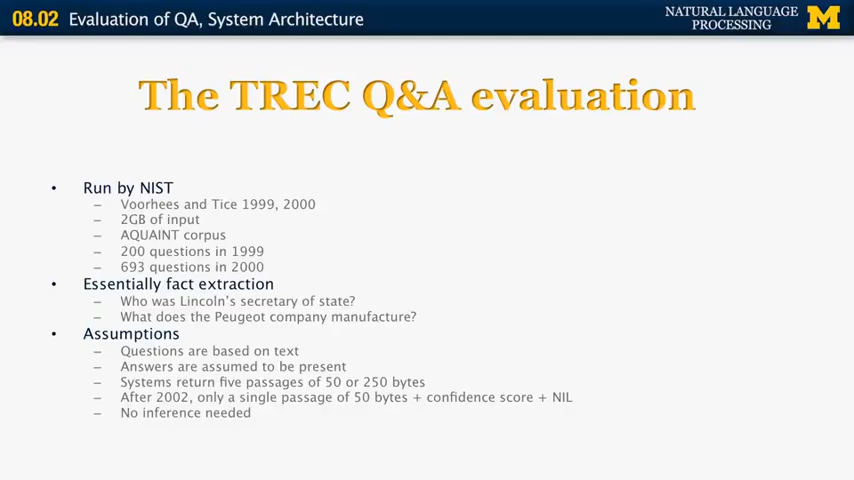 08.02 Evaluation of QA, System Architecture
NATURAL LANGUAGE
PROCESSING
M
The TREC Q&A evaluation
• Run by NIST
– Voorhees and Tice 1999, 2000
– 2GB of input
– AQUAINT corpus
– 200 questions in 1999
– 693 questions in 2000
• Essentially fact extraction
– Who was Lincoln's secretary of state?
– What does the Peugeot company manufacture?
• Assumptions
– Questions are based on text
– Answers are assumed to be present
– Systems return five passages of 50 or 250 bytes
– After 2002, only a single passage of 50 bytes + confidence score + NIL
– No inference needed